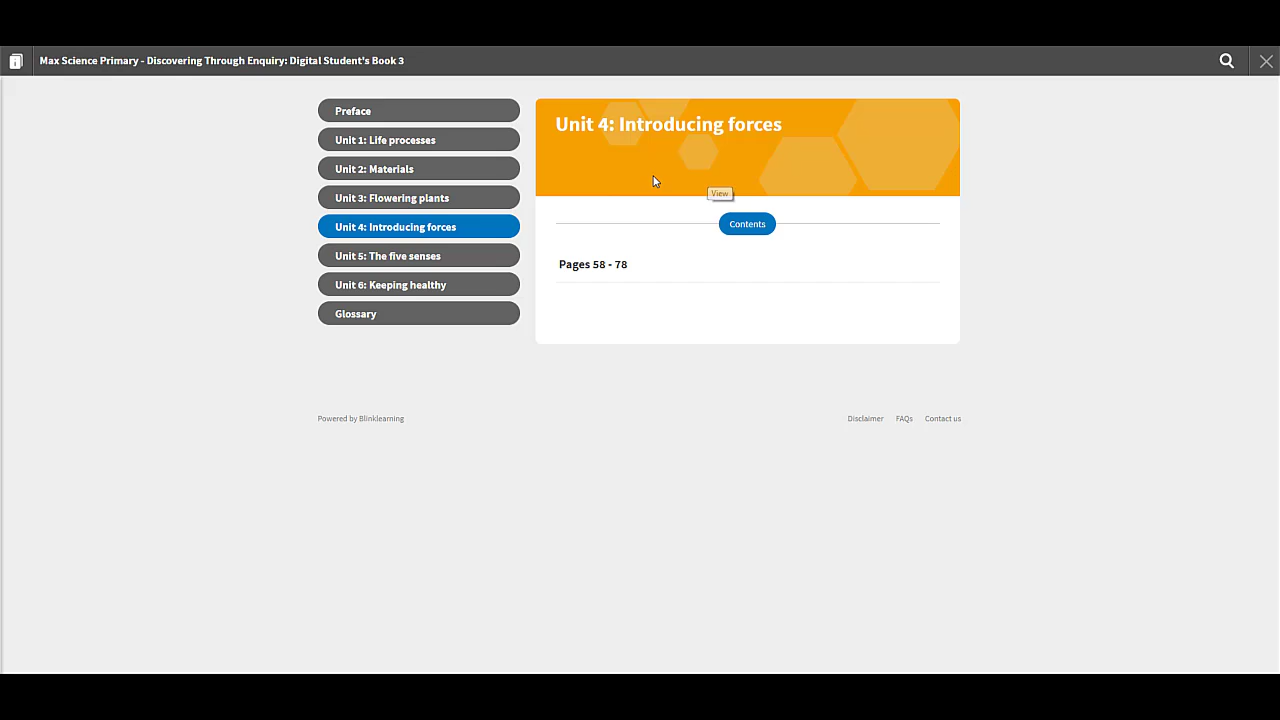 Max Science Primary - Discovering Through Enquiry: Digital Student's Book 3
Preface
Unit 1: Life processes
Unit 2: Materials
Unit 3: Flowering plants
Unit 4: Introducing forces
Unit 5: The five senses
Unit 6: Keeping healthy
Glossary
Unit 4: Introducing forces
View
Contents
Pages 58 - 78
Powered by Blinklearning
Disclaimer FAQs Contact us